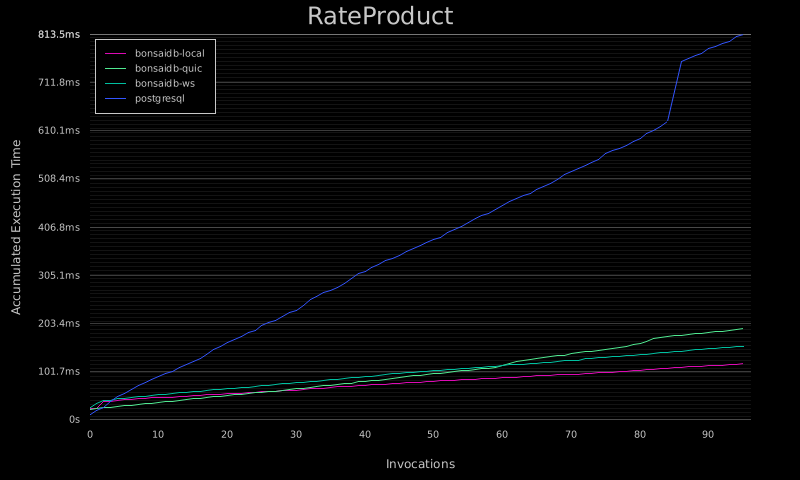 RateProduct
813.5ms
711.8ms
610.1ms
508.4ms
406.8ms
305.1ms
203.4ms
101.7ms
0s
Accumulated Execution Time
bonsaidb-local
bonsaidb-quic
bonsaidb-ws
postgresql
0 10 20 30 40 50 60 70 80 90
Invocations